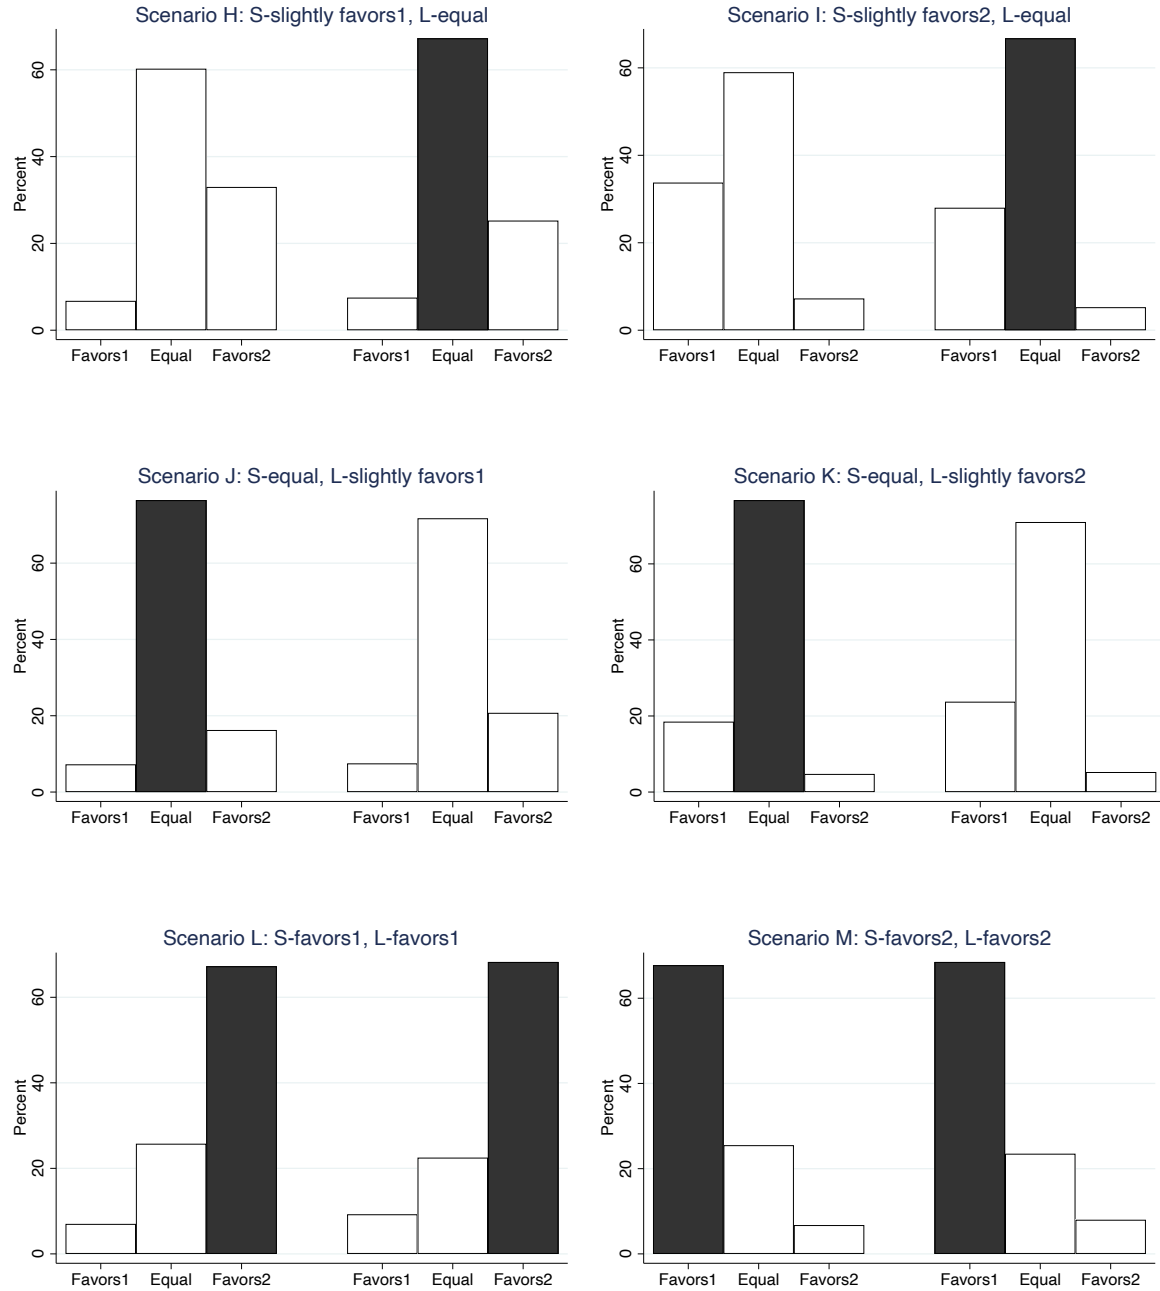 Scenario H: S-slightly favors1, L-equal
Percent
60
40
20
0
Favors1 Equal Favors2 Favors1 Equal Favors2
Scenario I: S-slightly favors2, L-equal
Percent
60
40
20
0
Favors1 Equal Favors2 Favors1 Equal Favors2
Scenario J: S-equal, L-slightly favors1
Percent
60
40
20
0
Favors1 Equal Favors2 Favors1 Equal Favors2
Scenario K: S-equal, L-slightly favors2
Percent
60
40
20
0
Favors1 Equal Favors2 Favors1 Equal Favors2
Scenario L: S-favors1, L-favors1
Percent
60
40
20
0
Favors1 Equal Favors2 Favors1 Equal Favors2
Scenario M: S-favors2, L-favors2
Percent
60
40
20
0
Favors1 Equal Favors2 Favors1 Equal Favors2